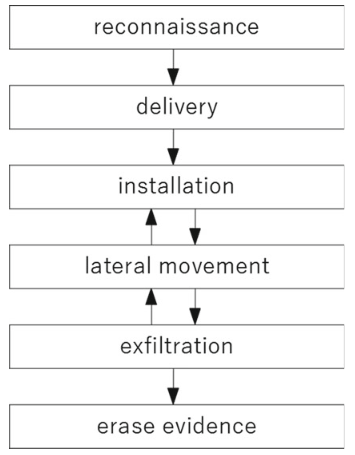 reconnaissance
delivery
installation
lateral movement
exfiltration
erase evidence